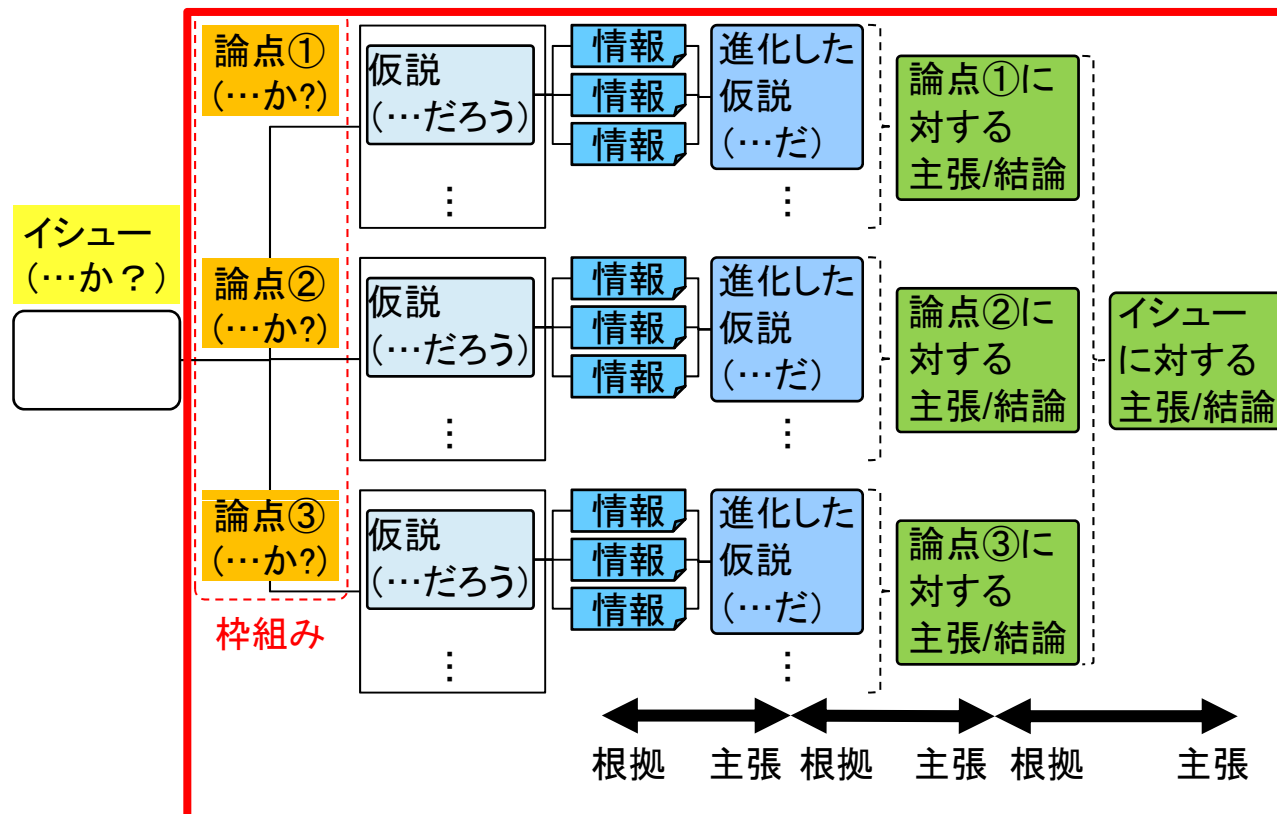 イシュー
(…か？)
論点①
(…か?)
仮説
(…だろう)
⋮
情報
情報
情報
進化した
仮説
(…だ)
⋮
論点①に
対する
主張/結論
論点②
(…か?)
仮説
(…だろう)
⋮
情報
情報
情報
進化した
仮説
(…だ)
⋮
論点②に
対する
主張/結論
論点③
(…か?)
仮説
(…だろう)
⋮
情報
情報
情報
進化した
仮説
(…だ)
⋮
論点③に
対する
主張/結論
イシュー
に対する
主張/結論
枠組み
根拠 主張 根拠 主張 根拠 主張